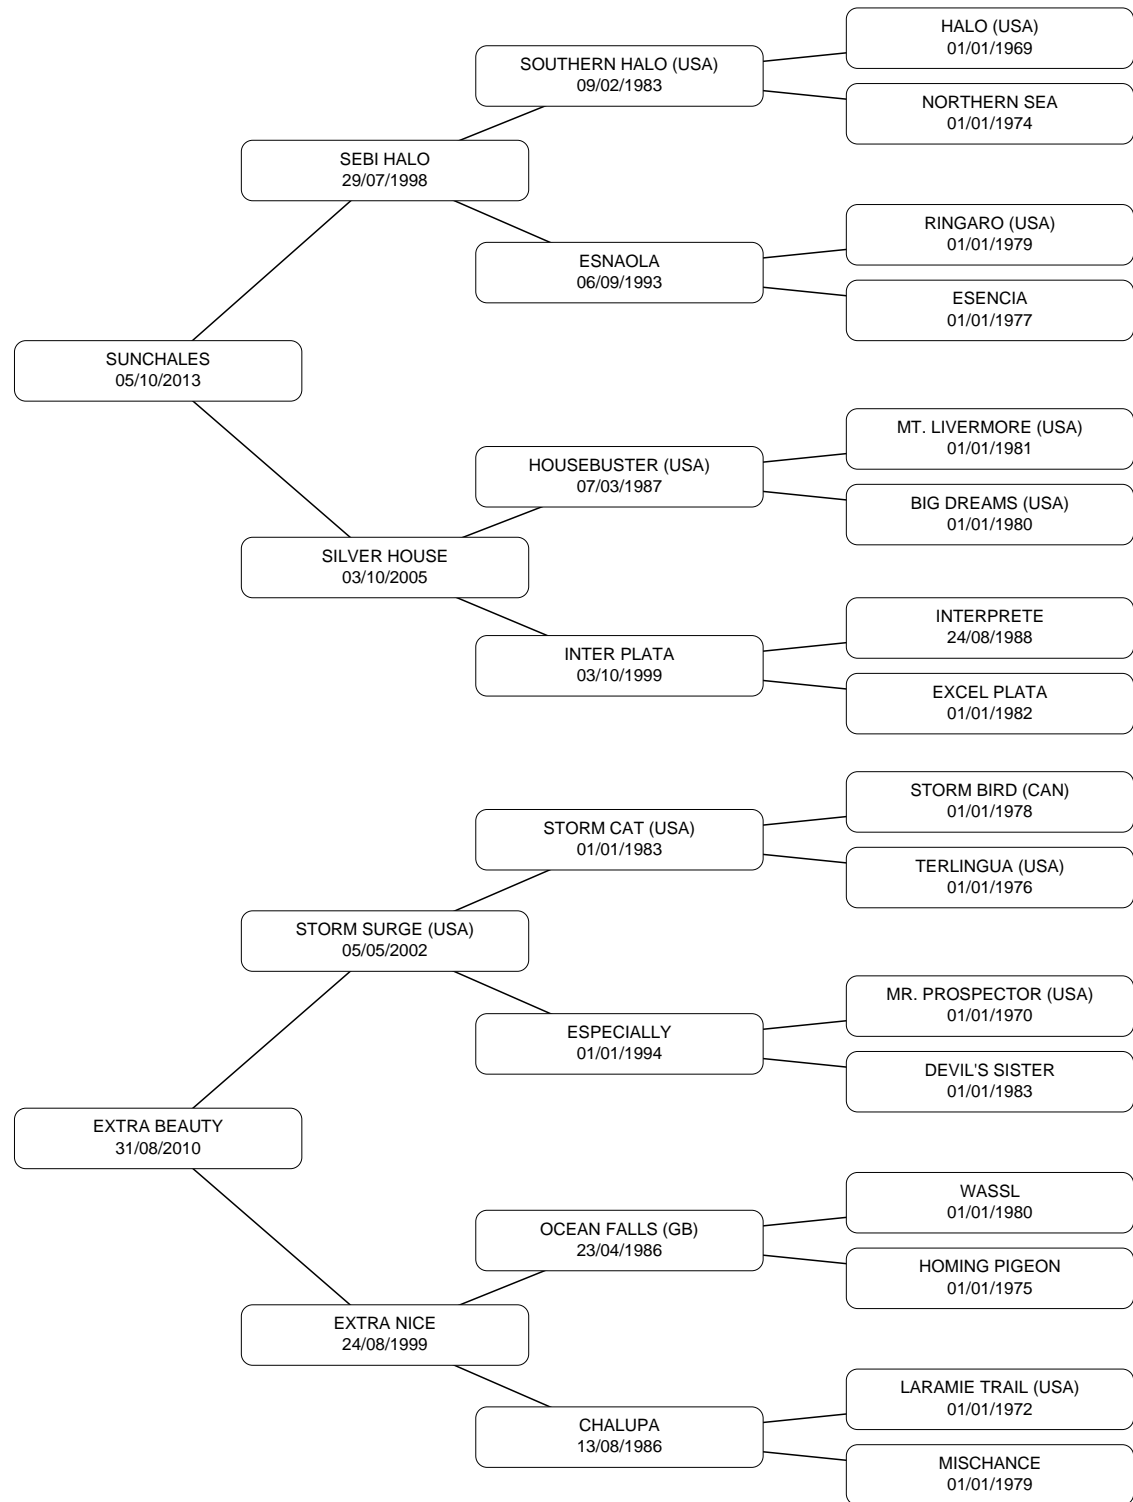 HALO (USA)
01/01/1969
SOUTHERN HALO (USA)
09/02/1983
NORTHERN SEA
01/01/1974
SEBI HALO
29/07/1998
RINGARO (USA)
01/01/1979
ESNAOLA
06/09/1993
ESENCIA
01/01/1977
SUNCHALES
05/10/2013
MT. LIVERMORE (USA)
01/01/1981
HOUSEBUSTER (USA)
07/03/1987
BIG DREAMS (USA)
01/01/1980
SILVER HOUSE
03/10/2005
INTERPRETE
24/08/1988
INTER PLATA
03/10/1999
EXCEL PLATA
01/01/1982
STORM BIRD (CAN)
01/01/1978
STORM CAT (USA)
01/01/1983
TERLINGUA (USA)
01/01/1976
STORM SURGE (USA)
05/05/2002
MR. PROSPECTOR (USA)
01/01/1970
ESPECIALLY
01/01/1994
DEVIL'S SISTER
01/01/1983
EXTRA BEAUTY
31/08/2010
WASSL
01/01/1980
OCEAN FALLS (GB)
23/04/1986
HOMING PIGEON
01/01/1975
EXTRA NICE
24/08/1999
LARAMIE TRAIL (USA)
01/01/1972
CHALUPA
13/08/1986
MISCHANCE
01/01/1979